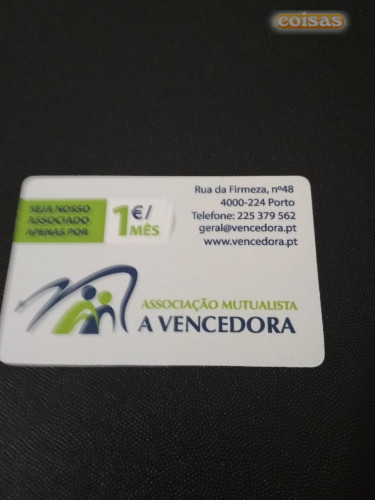 coisas
SEJA NOSSO
ASSOCIADO
APENAS POR
1€/
MÊS
Rua da Firmeza, nº48
4000-224 Porto
Telefone: 225 379 562
geral@vencedora.pt
www.vencedora.pt
ASSOCIAÇÃO MUTUALISTA
A VENCEDORA